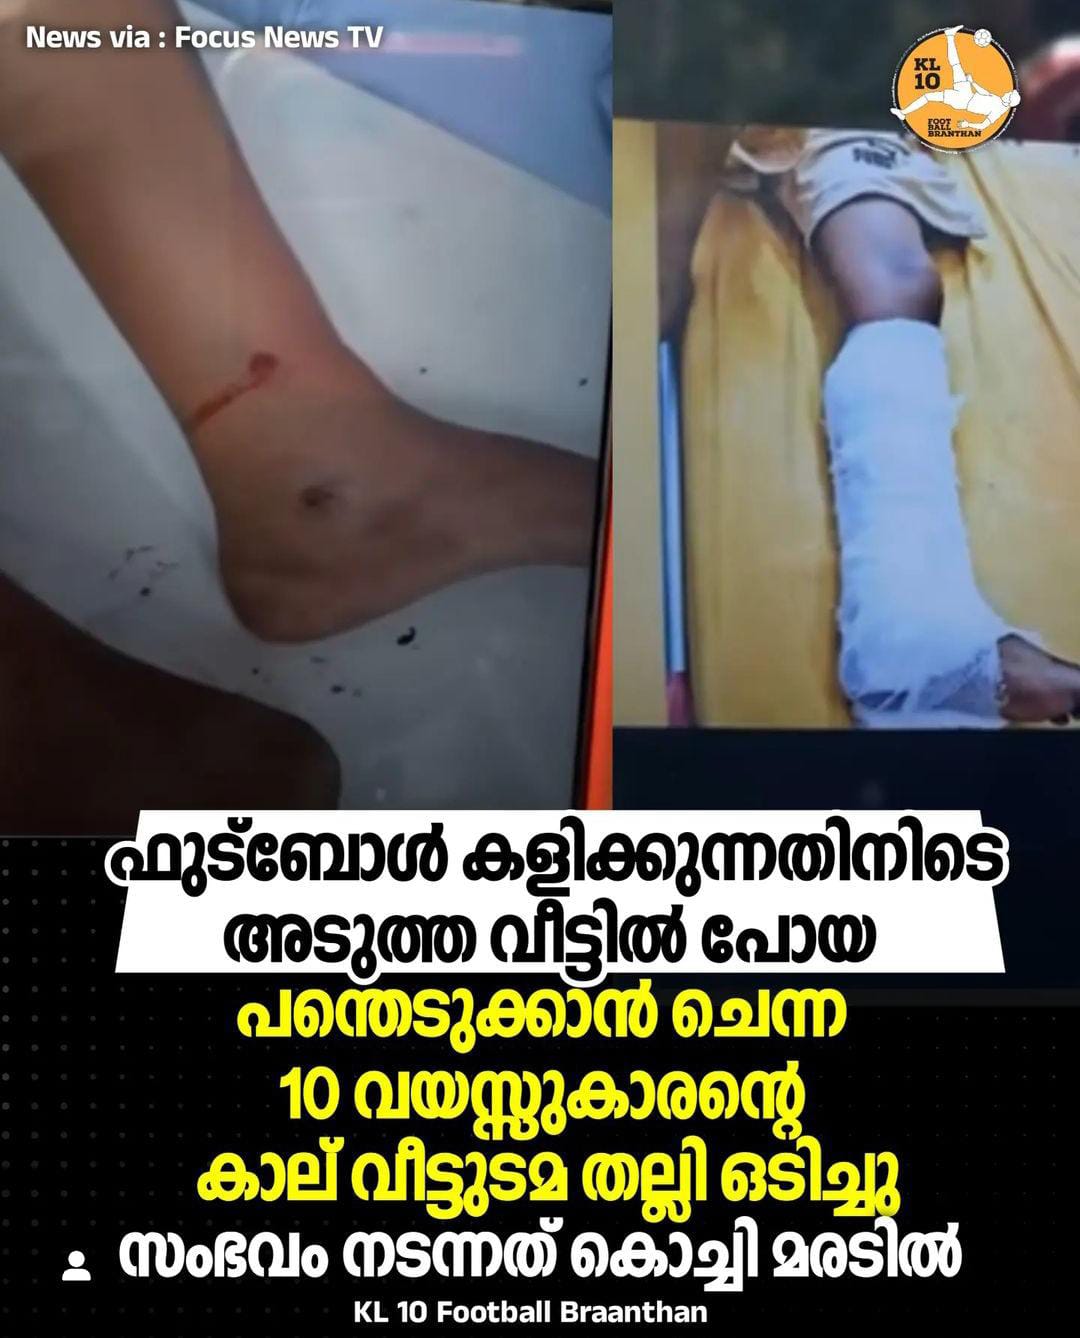 News via : Focus News TV
KL
10
FOOT
BALL
BRANTHAN
ഫുട്ബോൾ കളിക്കുന്നതിനിടെ
അടുത്ത വീട്ടിൽ പോയ
പന്തെടുക്കാൻ ചെന്ന
10 വയസ്സുകാരന്റെ
കാല് വീട്ടുടമ തല്ലി ഒടിച്ചു
സംഭവം നടന്നത് കൊച്ചി മരടിൽ
KL 10 Football Braanthan